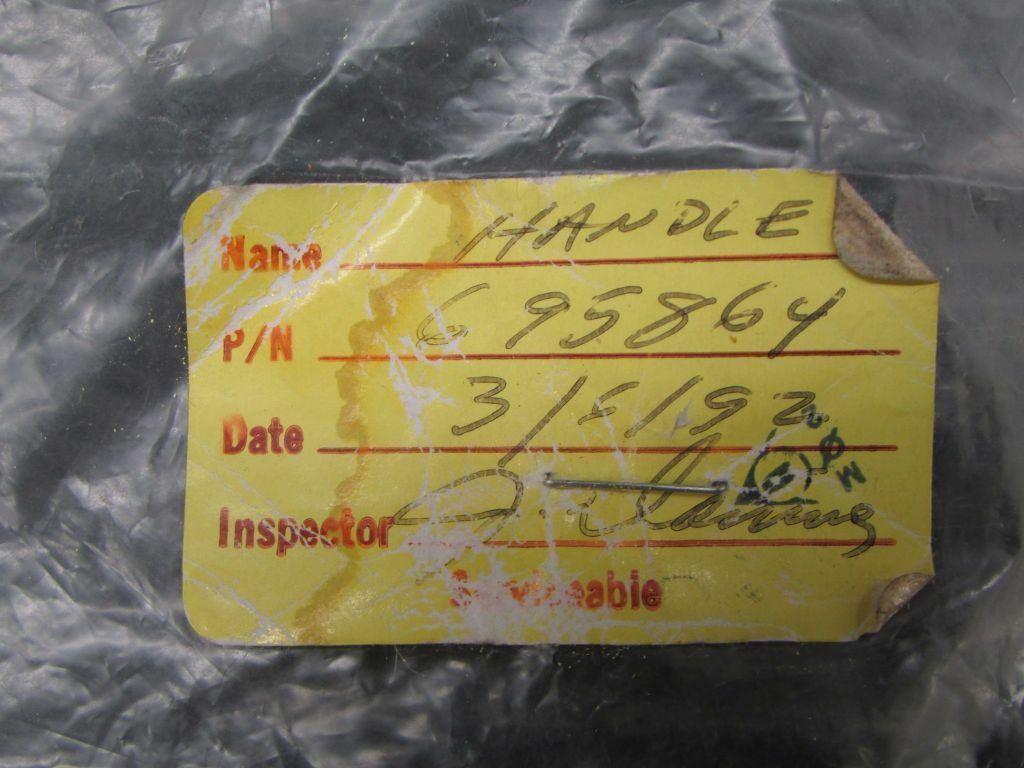 Name HANDLE
P/N 695864
Date 3/5/92
Inspector
Serviceable